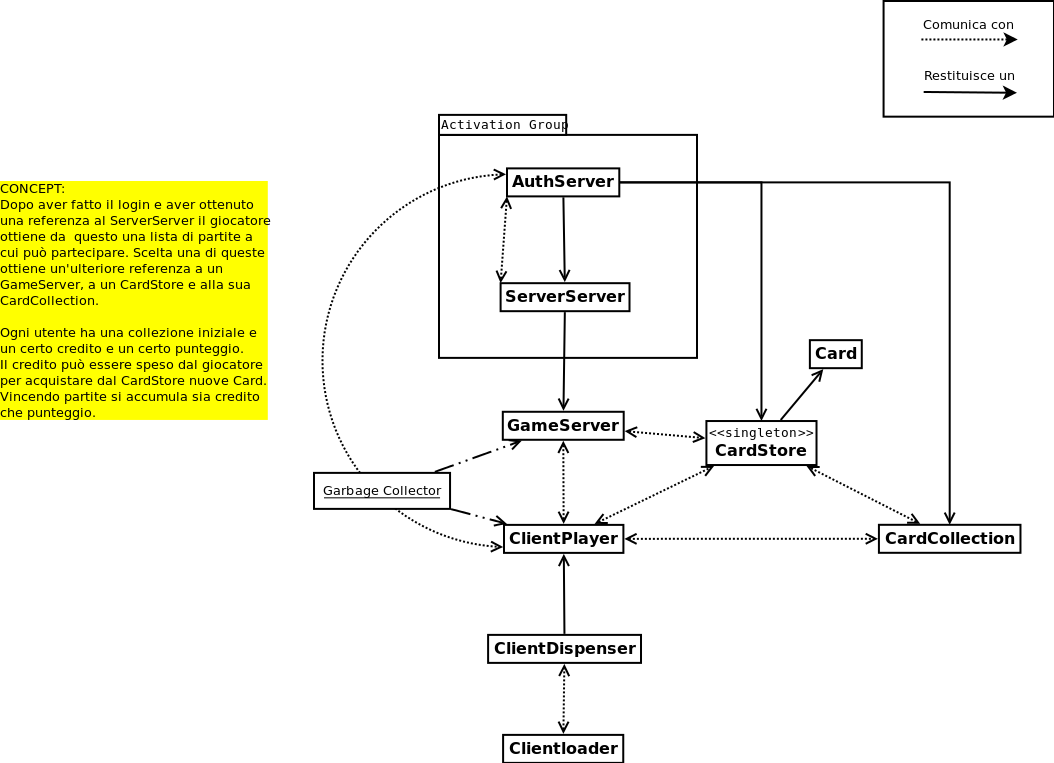 Comunica con
Restituisce un
Activation Group
AuthServer
CONCEPT:
Dopo aver fatto il login e aver ottenuto
una referenza al ServerServer il giocatore
ottiene da  questo una lista di partite a
cui può partecipare. Scelta una di queste
ottiene un'ulteriore referenza a un
GameServer, a un CardStore e alla sua
CardCollection.
Ogni utente ha una collezione iniziale e
un certo credito e un certo punteggio.
Il credito può essere speso dal giocatore
per acquistare dal CardStore nuove Card.
Vincendo partite si accumula sia credito
che punteggio.
ServerServer
Card
GameServer
<<singleton>>
CardStore
Garbage Collector
ClientPlayer
CardCollection
ClientDispenser
Clientloader